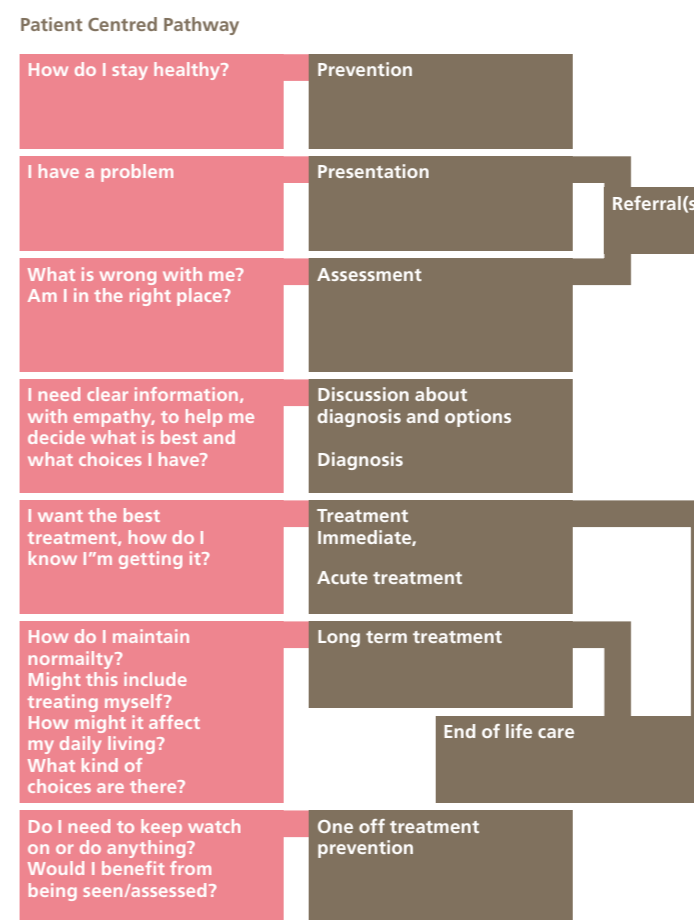 Patient Centred Pathway
How do I stay healthy?
Prevention
I have a problem
Presentation
Referral(s
What is wrong with me?
Am I in the right place?
Assessment
I need clear information,
with empathy, to help me
decide what is best and
what choices I have?
Discussion about
diagnosis and options
Diagnosis
I want the best
treatment, how do I
know I”m getting it?
Treatment
Immediate,
Acute treatment
How do I maintain
normailty?
Might this include
treating myself?
How might it affect
my daily living?
What kind of
choices are there?
Long term treatment
End of life care
Do I need to keep watch
on or do anything?
Would I benefit from
being seen/assessed?
One off treatment
prevention